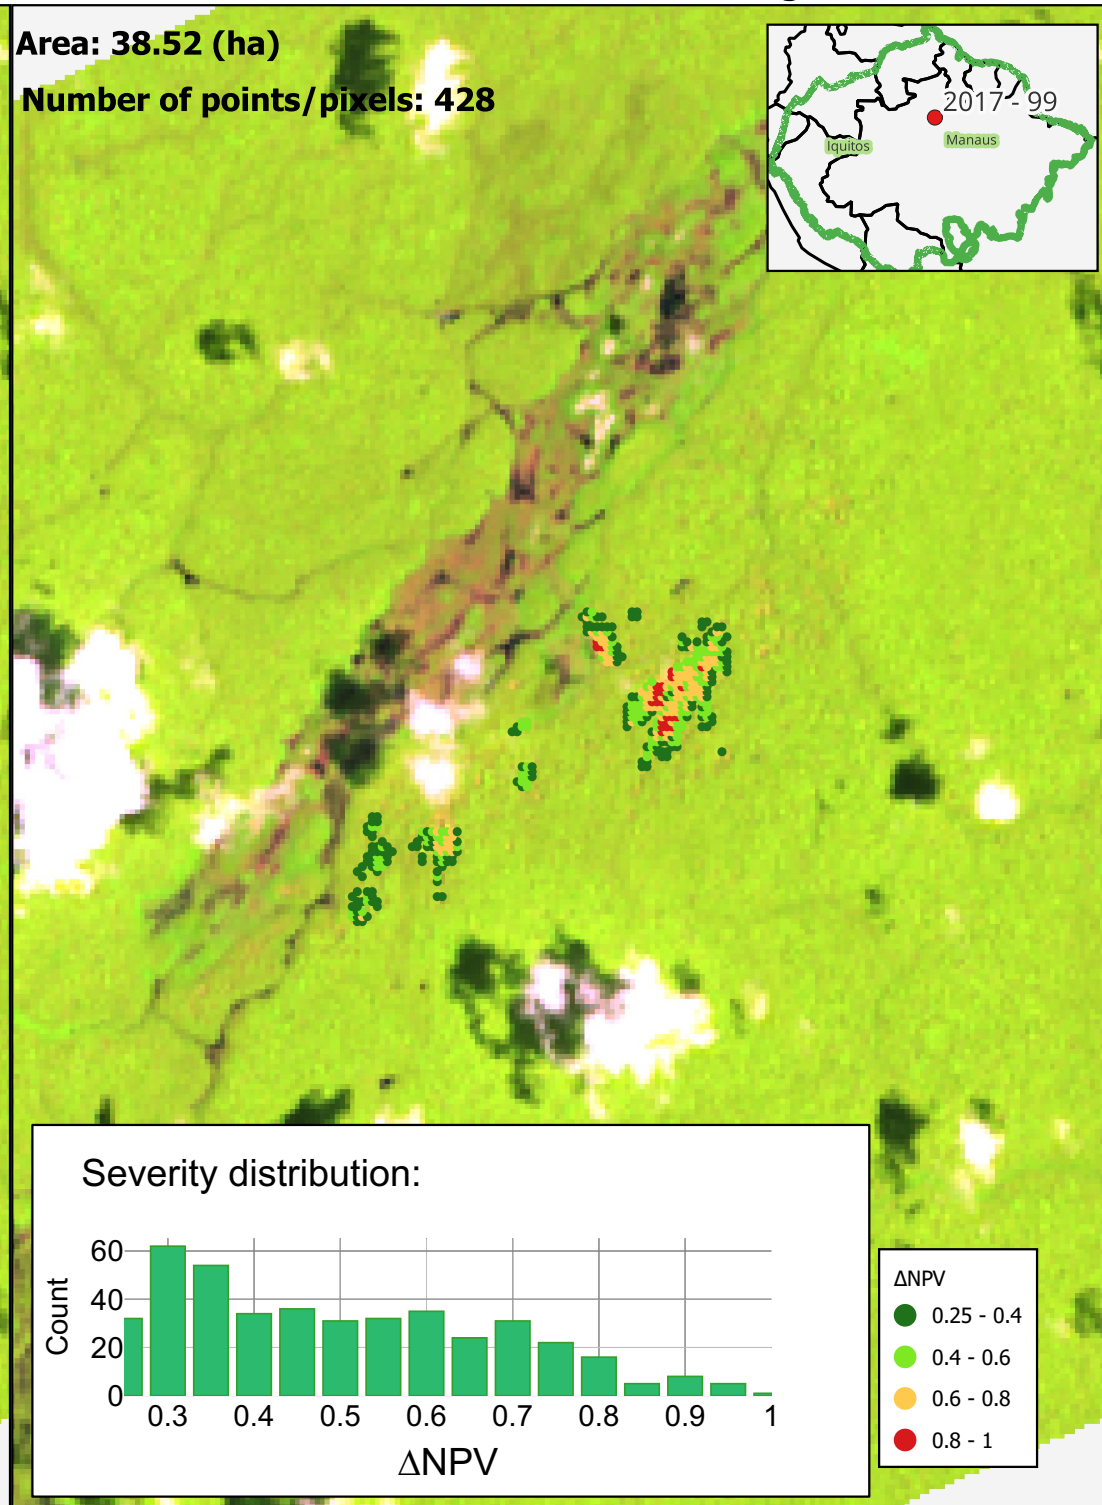 Area: 38.52 (ha)
Number of points/pixels: 428
2017 - 99
Iquitos
Manaus
Severity distribution:
60
40
20
0
Count
0.3 0.4 0.5 0.6 0.7 0.8 0.9 1
ΔNPV
ΔNPV
0.25 - 0.4
0.4 - 0.6
0.6 - 0.8
0.8 - 1